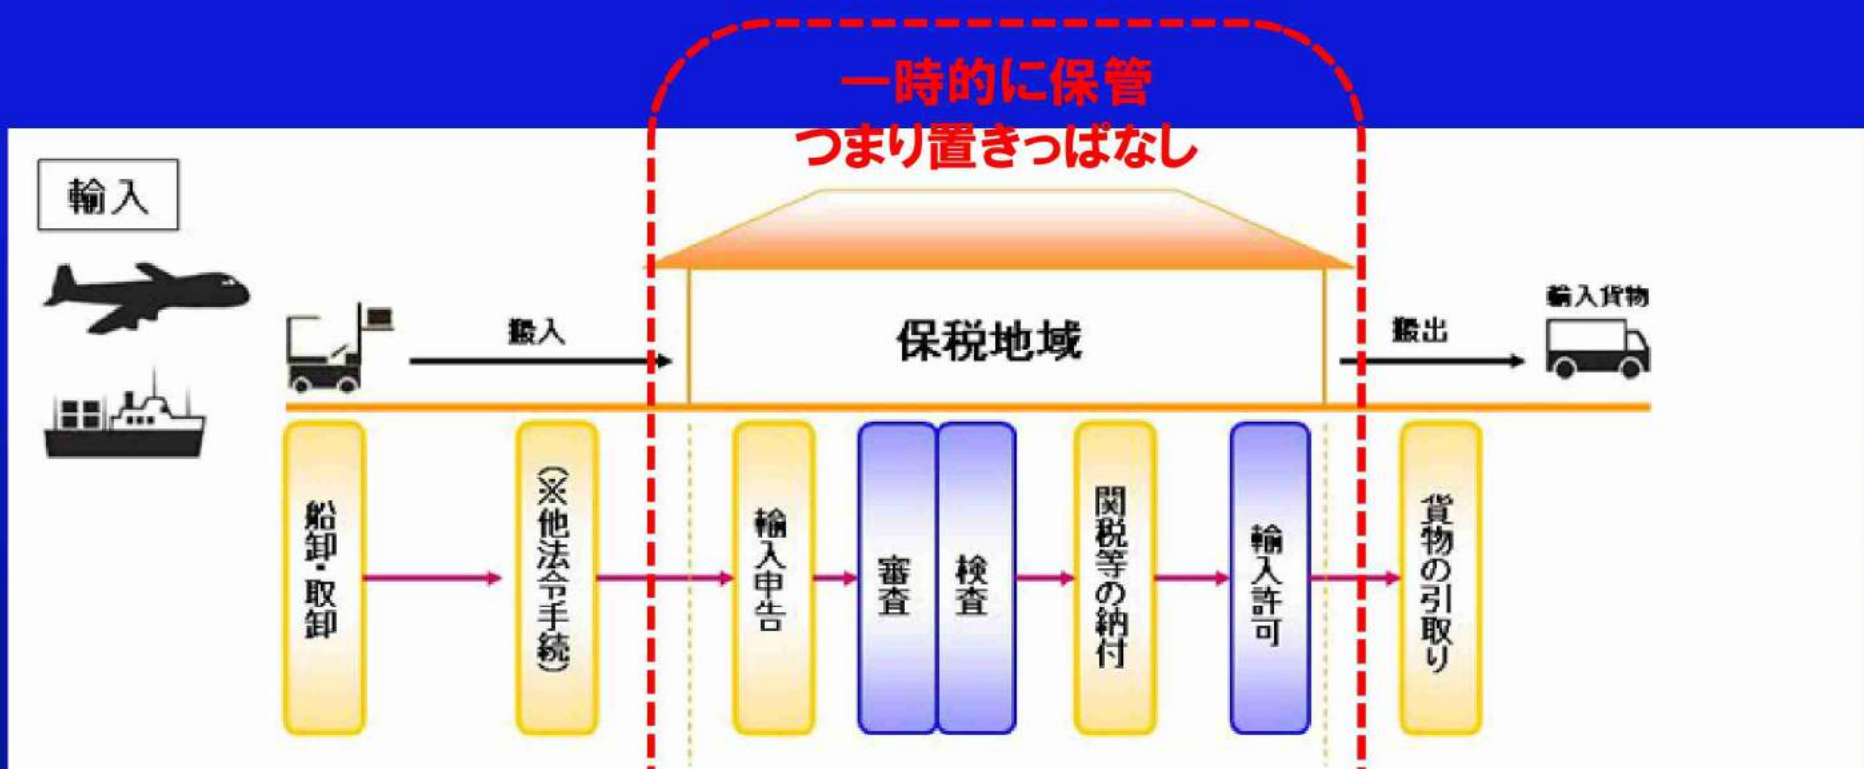 一時的に保管
つまり置きっぱなし
輸入
搬入
保税地域
搬出
輸入貨物
船卸・取卸
（※他法令手続）
輸入申告
審査
検査
関税等の納付
輸入許可
貨物の引取り